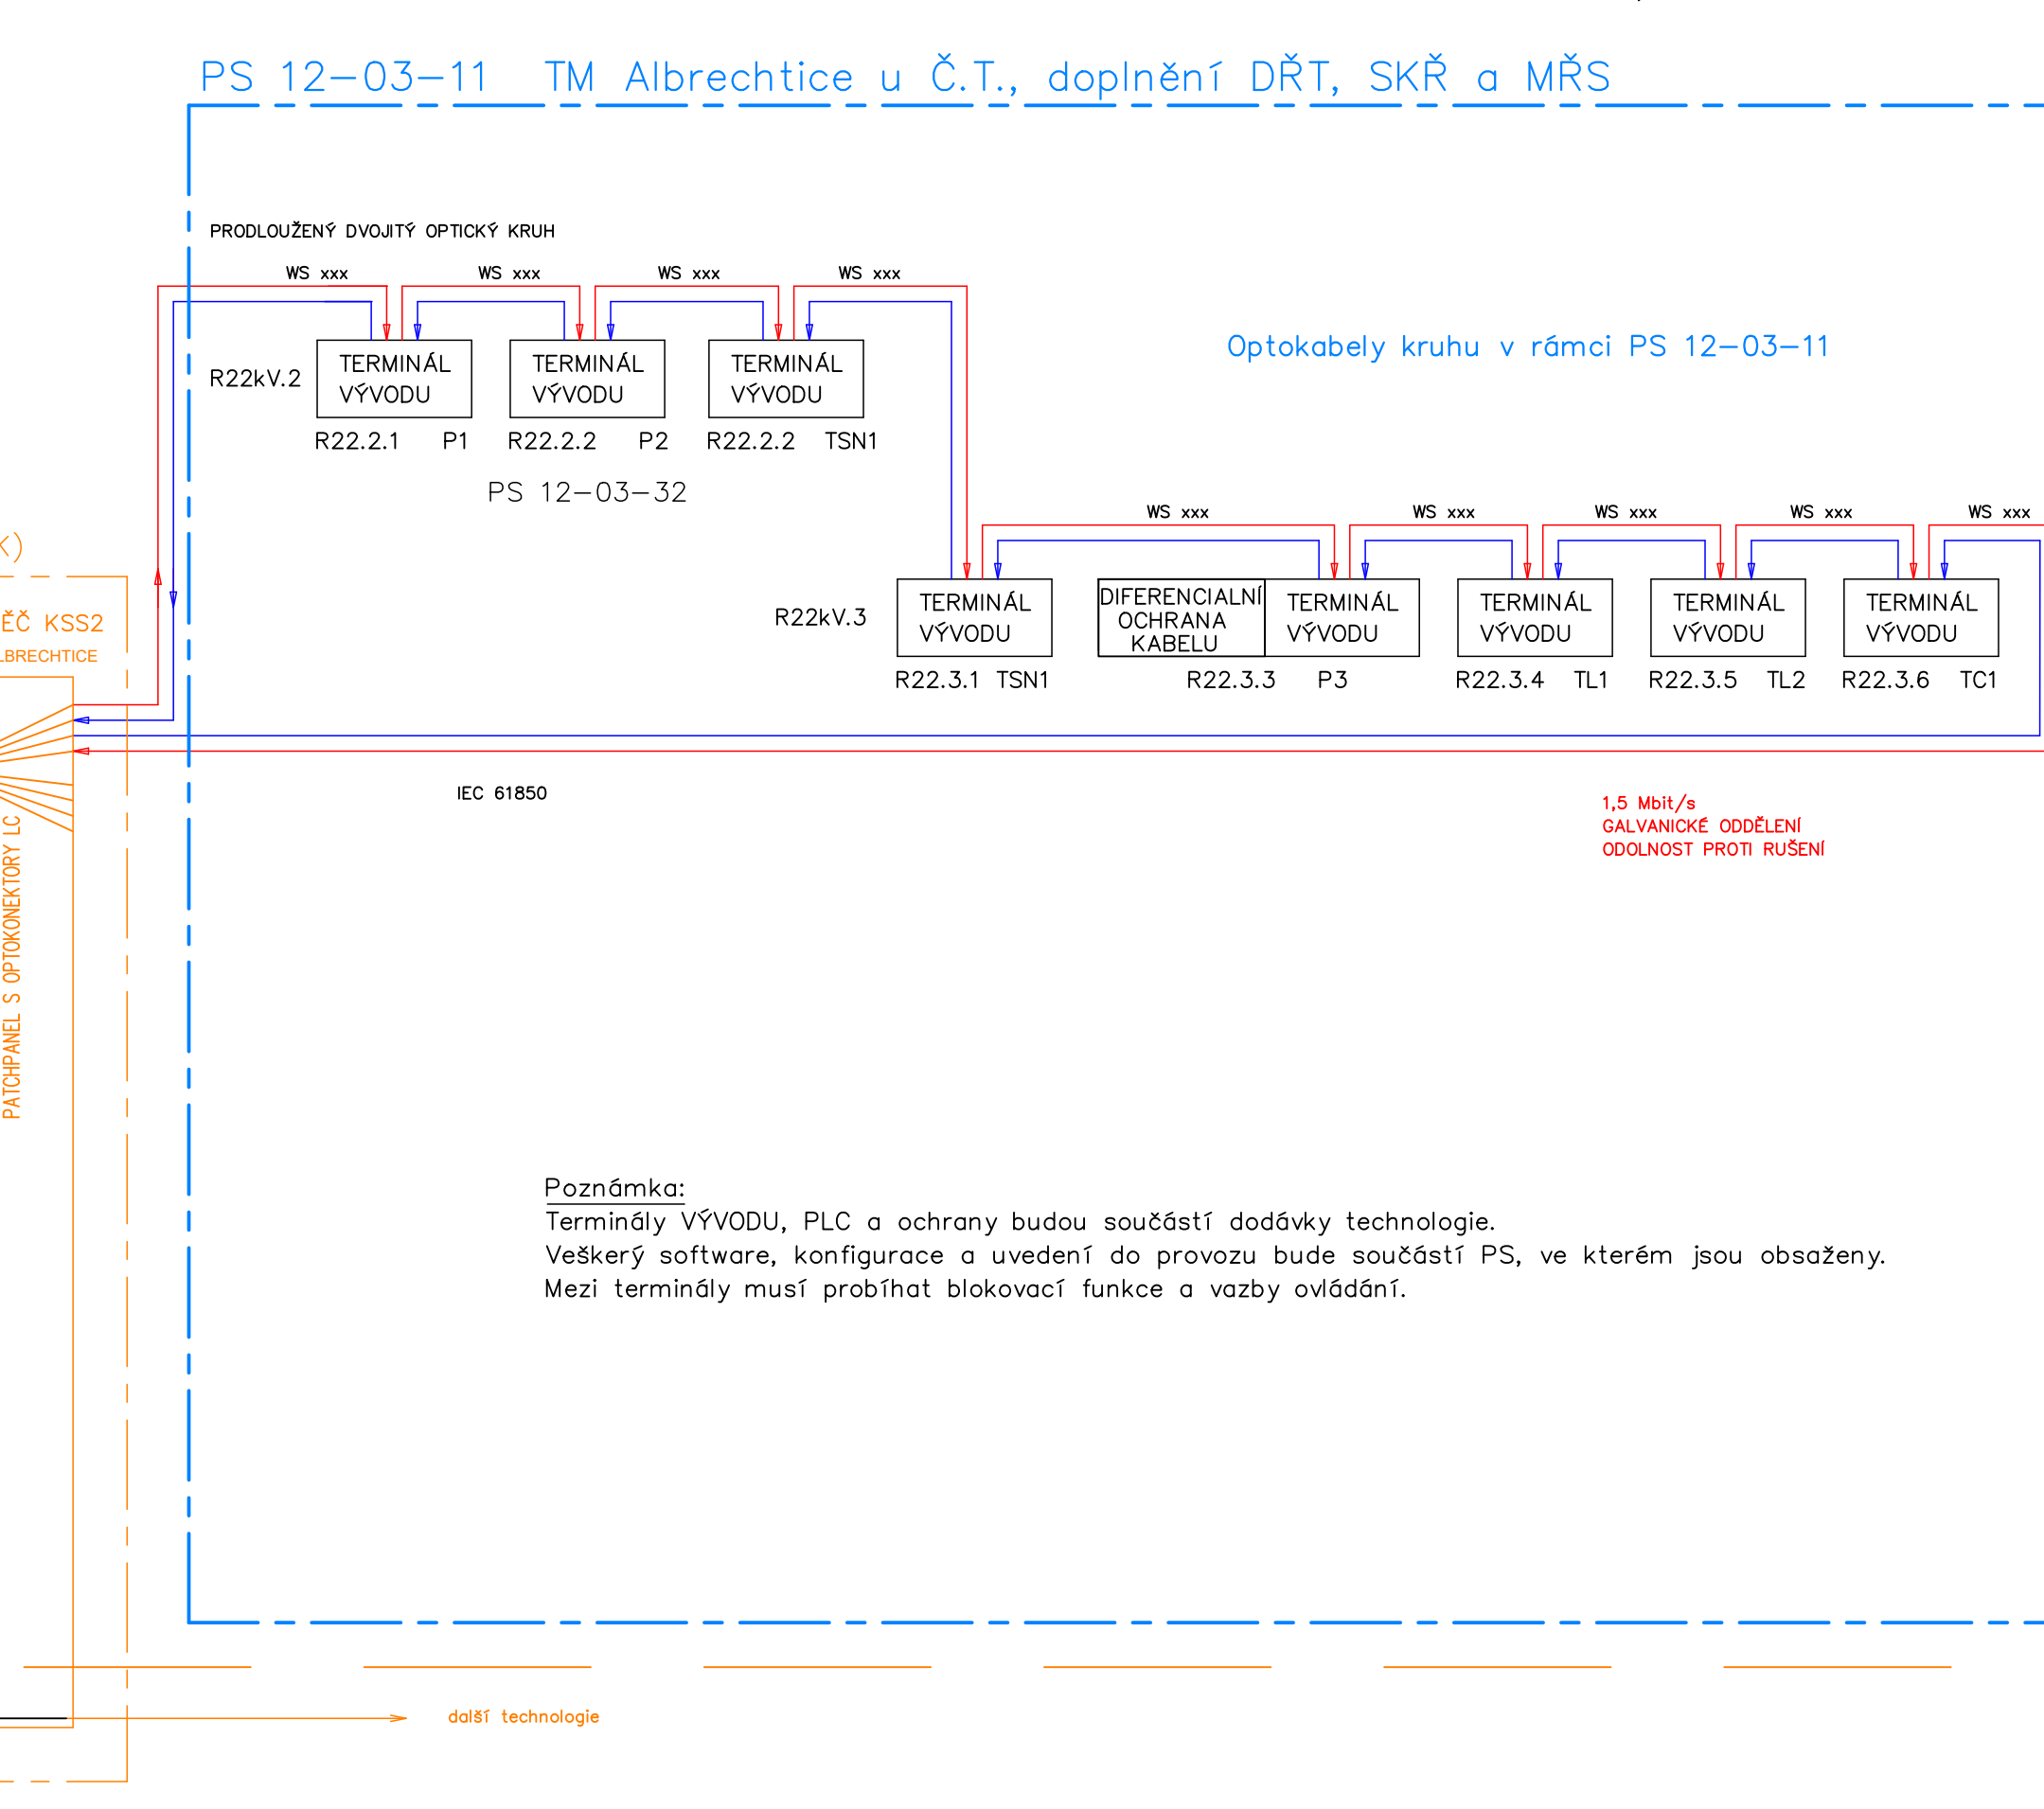 PS 12-03-11 TM Albrechtice u Č.T., doplnění DŘT, SKŘ a MŘS
PRODLOUŽENÝ DVOJITÝ OPTICKÝ KRUH
WS xxx WS xxx WS xxx WS xxx
Optokabely kruhu v rámci PS 12-03-11
R22kV.2
TERMINÁL
VÝVODU
TERMINÁL
VÝVODU
TERMINÁL
VÝVODU
R22.2.1 P1 R22.2.2 P2 R22.2.2 TSN1
PS 12-03-32
WS xxx WS xxx WS xxx WS xxx WS xxx
R22kV.3
TERMINÁL
VÝVODU
DIFERENCIALNÍ
OCHRANA
KABELU
TERMINÁL
VÝVODU
TERMINÁL
VÝVODU
TERMINÁL
VÝVODU
TERMINÁL
VÝVODU
R22.3.1 TSN1 R22.3.3 P3 R22.3.4 TL1 R22.3.5 TL2 R22.3.6 TC1
KSS2
IEC 61850
1,5 Mbit/s
GALVANICKÉ ODDĚLENÍ
ODOLNOST PROTI RUŠENÍ
PATCHPANEL S OPTOKONEKTORY LC
Poznámka:
Terminály VÝVODU, PLC a ochrany budou součástí dodávky technologie.
Veškerý software, konfigurace a uvedení do provozu bude součástí PS, ve kterém jsou obsaženy.
Mezi terminály musí probíhat blokovací funkce a vazby ovládání.
další technologie